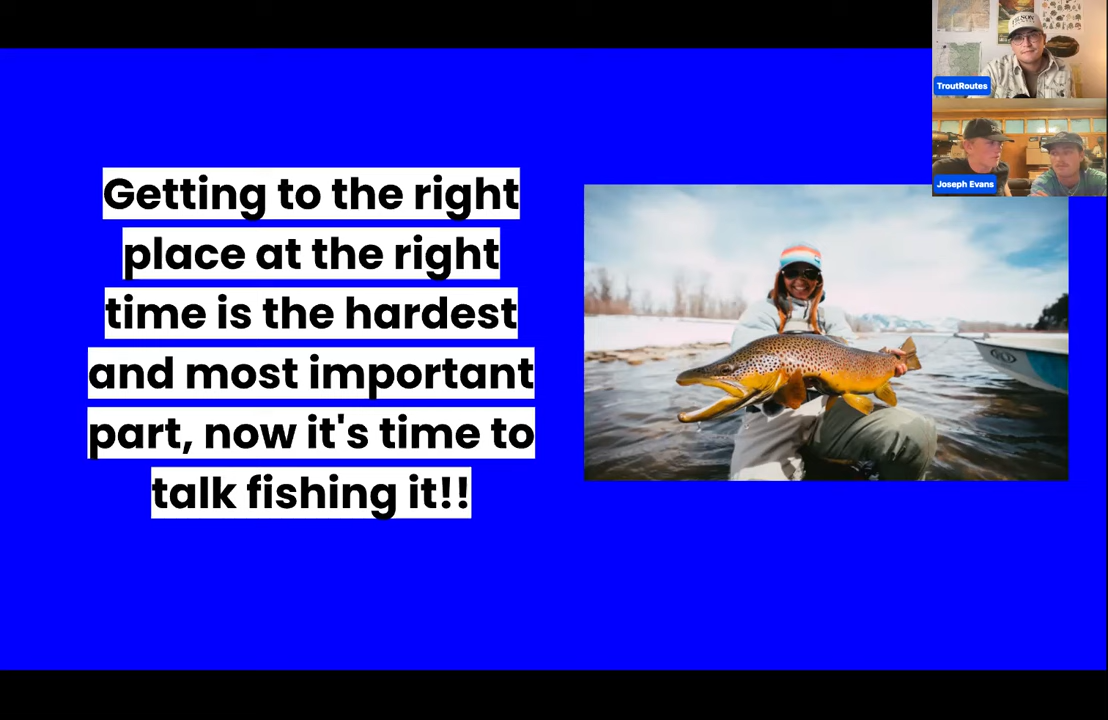 Getting to the right
place at the right
time is the hardest
and most important
part, now it's time to
talk fishing it!!
TroutRoutes
Joseph Evans